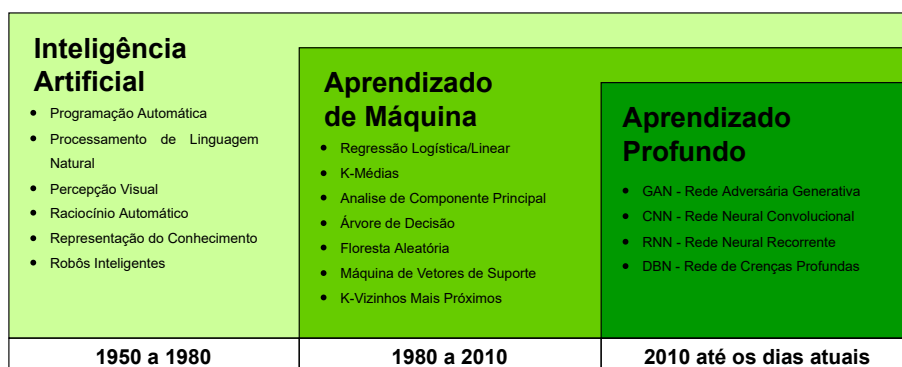 Inteligência
Artificial
• Programação Automática
• Processamento de Linguagem
Natural
• Percepção Visual
• Raciocínio Automático
• Representação do Conhecimento
• Robôs Inteligentes
Aprendizado
de Máquina
• Regressão Logística/Linear
• K-Médias
• Analise de Componente Principal
• Árvore de Decisão
• Floresta Aleatória
• Máquina de Vetores de Suporte
• K-Vizinhos Mais Próximos
Aprendizado
Profundo
• GAN - Rede Adversária Generativa
• CNN - Rede Neural Convolucional
• RNN - Rede Neural Recorrente
• DBN - Rede de Crenças Profundas
1950 a 1980
1980 a 2010
2010 até os dias atuais